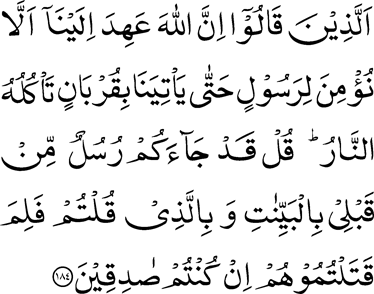 اَلَّذِيۡنَ قَالُوۡۤا اِنَّ اللّٰهَ عَهِدَ اِلَيۡنَاۤ اَلَّا
نُؤۡمِنَ لِرَسُوۡلٍ حَتّٰى يَاۡتِيَنَا بِقُرۡبَانٍ تَاۡكُلُهُ
النَّارُ‌ؕ قُلۡ قَدۡ جَآءَكُمۡ رُسُلٌ مِّنۡ
قَبۡلِىۡ بِالۡبَيِّنٰتِ وَ بِالَّذِىۡ قُلۡتُمۡ فَلِمَ
قَتَلۡتُمُوۡهُمۡ اِنۡ كُنۡتُمۡ صٰدِقِيۡنَ ﴿۱۸۴﴾